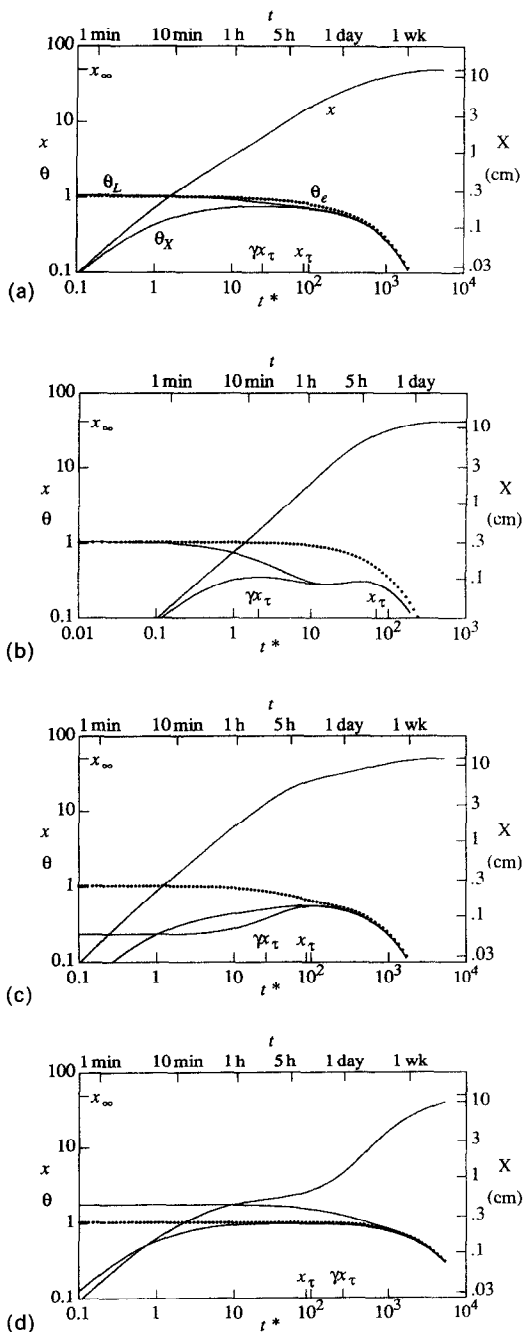 t
1 min 10 min 1 h 5 h 1 day 1 wk
100
x∞
10
x
10
3
X
x
θ
1
(cm)
θL
θe
.3
1
θX
.1
γxτ xτ
.03
0.1
0.1 1 10 10² 10³ 10⁴
(a)
t *
t
1 min 10 min 1 h 5 h 1 day
100
x∞
10
3
10
x
X
θ
1
(cm)
1
.3
.1
γxτ xτ
0.1
0.01 0.1 1 10 10² 10³
(b)
t *
t
1 min 10 min 1 h 5 h 1 day 1 wk
100
x∞
10
10
3
x
X
θ
1
(cm)
1
.3
.1
γxτ xτ
.03
0.1
0.1 1 10 10² 10³ 10⁴
(c)
t *
t
1 min 10 min 1 h 5 h 1 day 1 wk
100
x∞
10
10
3
x
X
θ
1
(cm)
1
.3
.1
xτ γxτ
.03
0.1
0.1 1 10 10² 10³ 10⁴
(d)
t *